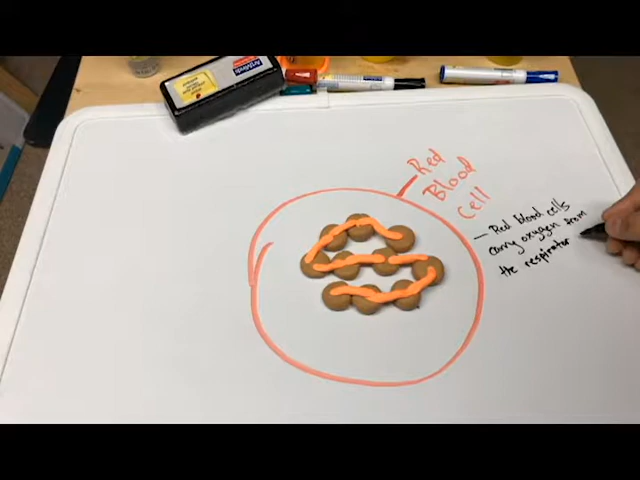 Red
Blood
Cell
- Red blood cells
carry oxygen from
the respirator